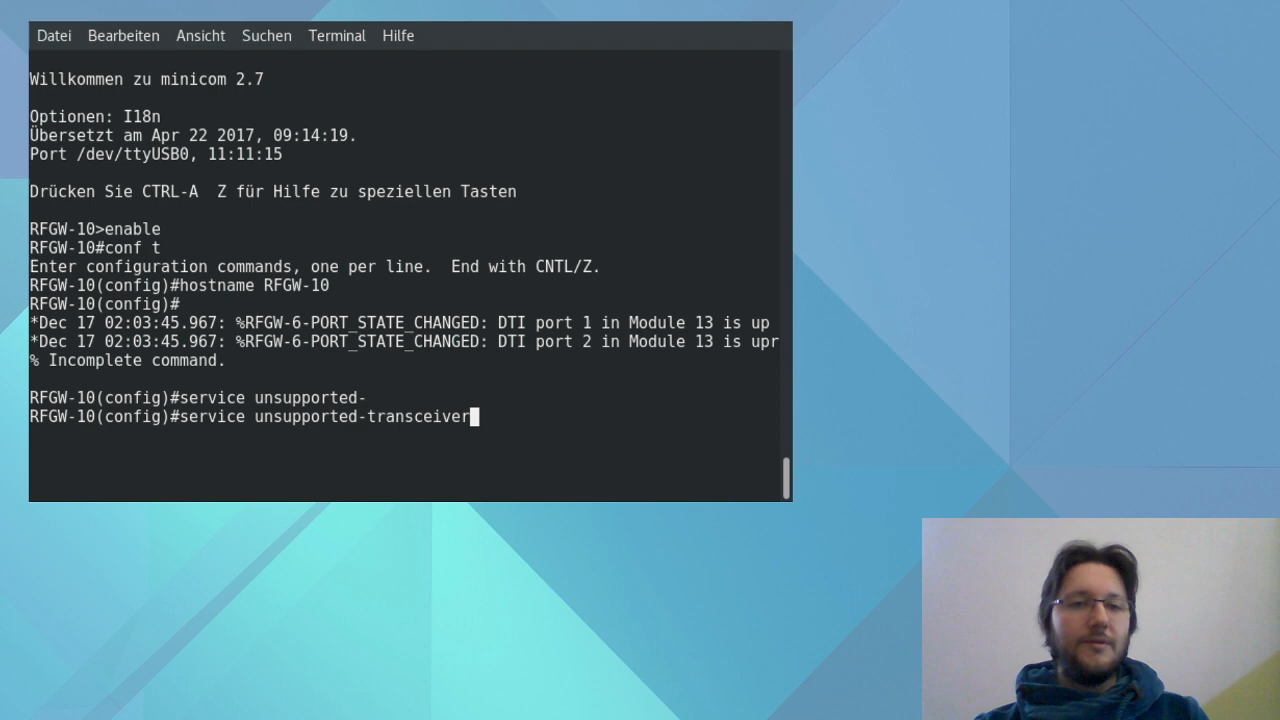 Datei Bearbeiten Ansicht Suchen Terminal Hilfe
Willkommen zu minicom 2.7
Optionen: I18n
Übersetzt am Apr 22 2017, 09:14:19.
Port /dev/ttyUSB0, 11:11:15
Drücken Sie CTRL-A  Z für Hilfe zu speziellen Tasten
RFGW-10>enable
RFGW-10#conf t
Enter configuration commands, one per line.  End with CNTL/Z.
RFGW-10(config)#hostname RFGW-10
RFGW-10(config)#
*Dec 17 02:03:45.967: %RFGW-6-PORT_STATE_CHANGED: DTI port 1 in Module 13 is up
*Dec 17 02:03:45.967: %RFGW-6-PORT_STATE_CHANGED: DTI port 2 in Module 13 is upr
% Incomplete command.
RFGW-10(config)#service unsupported-
RFGW-10(config)#service unsupported-transceiver